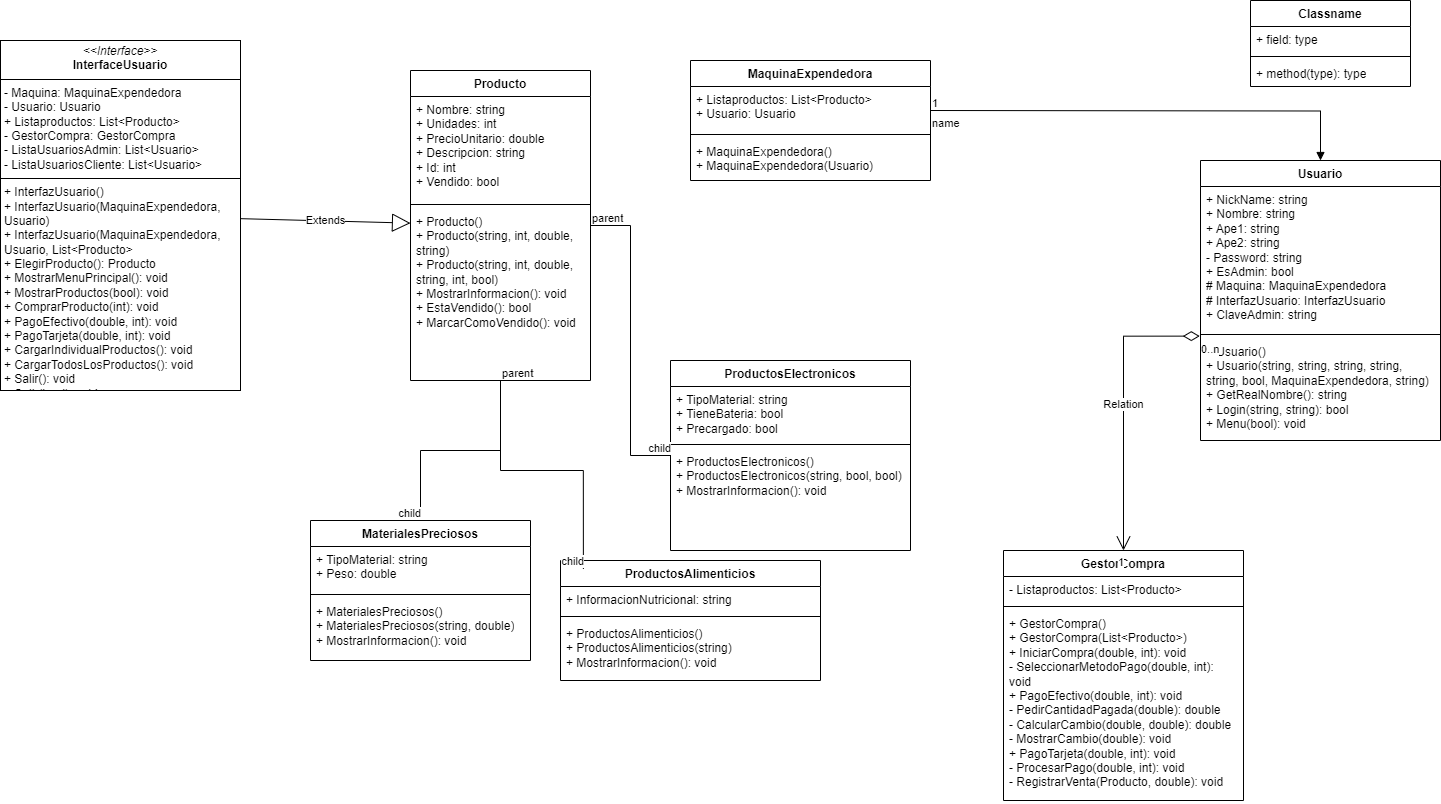 <<Interface>>
InterfaceUsuario
- Maquina: MaquinaExpendedora
- Usuario: Usuario
+ Listaproductos: List<Producto>
- GestorCompra: GestorCompra
- ListaUsuariosAdmin: List<Usuario>
- ListaUsuariosCliente: List<Usuario>
+ InterfazUsuario()
+ InterfazUsuario(MaquinaExpendedora,
Usuario)
+ InterfazUsuario(MaquinaExpendedora,
Usuario, List<Producto>
+ ElegirProducto(): Producto
+ MostrarMenuPrincipal(): void
+ MostrarProductos(bool): void
+ ComprarProducto(int): void
+ PagoEfectivo(double, int): void
+ PagoTarjeta(double, int): void
+ CargarIndividualProductos(): void
+ CargarTodosLosProductos(): void
+ Salir(): void
Extends
Producto
+ Nombre: string
+ Unidades: int
+ PrecioUnitario: double
+ Descripcion: string
+ Id: int
+ Vendido: bool
+ Producto()
+ Producto(string, int, double,
string)
+ Producto(string, int, double,
string, int, bool)
+ MostrarInformacion(): void
+ EstaVendido(): bool
+ MarcarComoVendido(): void
parent
parent
child
child
child
MaterialesPreciosos
+ TipoMaterial: string
+ Peso: double
+ MaterialesPreciosos()
+ MaterialesPreciosos(string, double)
+ MostrarInformacion(): void
ProductosAlimenticios
+ InformacionNutricional: string
+ ProductosAlimenticios()
+ ProductosAlimenticios(string)
+ MostrarInformacion(): void
ProductosElectronicos
+ TipoMaterial: string
+ TieneBateria: bool
+ Precargado: bool
+ ProductosElectronicos()
+ ProductosElectronicos(string, bool, bool)
+ MostrarInformacion(): void
MaquinaExpendedora
+ Listaproductos: List<Producto>
+ Usuario: Usuario
+ MaquinaExpendedora()
+ MaquinaExpendedora(Usuario)
1
name
Classname
+ field: type
+ method(type): type
Usuario
+ NickName: string
+ Nombre: string
+ Ape1: string
+ Ape2: string
- Password: string
+ EsAdmin: bool
# Maquina: MaquinaExpendedora
# InterfazUsuario: InterfazUsuario
+ ClaveAdmin: string
0..n
Usuario()
+ Usuario(string, string, string, string,
string, bool, MaquinaExpendedora, string)
+ GetRealNombre(): string
+ Login(string, string): bool
+ Menu(bool): void
Relation
1
GestorCompra
- Listaproductos: List<Producto>
+ GestorCompra()
+ GestorCompra(List<Producto>)
+ IniciarCompra(double, int): void
- SeleccionarMetodoPago(double, int):
void
+ PagoEfectivo(double, int): void
- PedirCantidadPagada(double): double
- CalcularCambio(double, double): double
- MostrarCambio(double): void
+ PagoTarjeta(double, int): void
- ProcesarPago(double, int): void
- RegistrarVenta(Producto, double): void